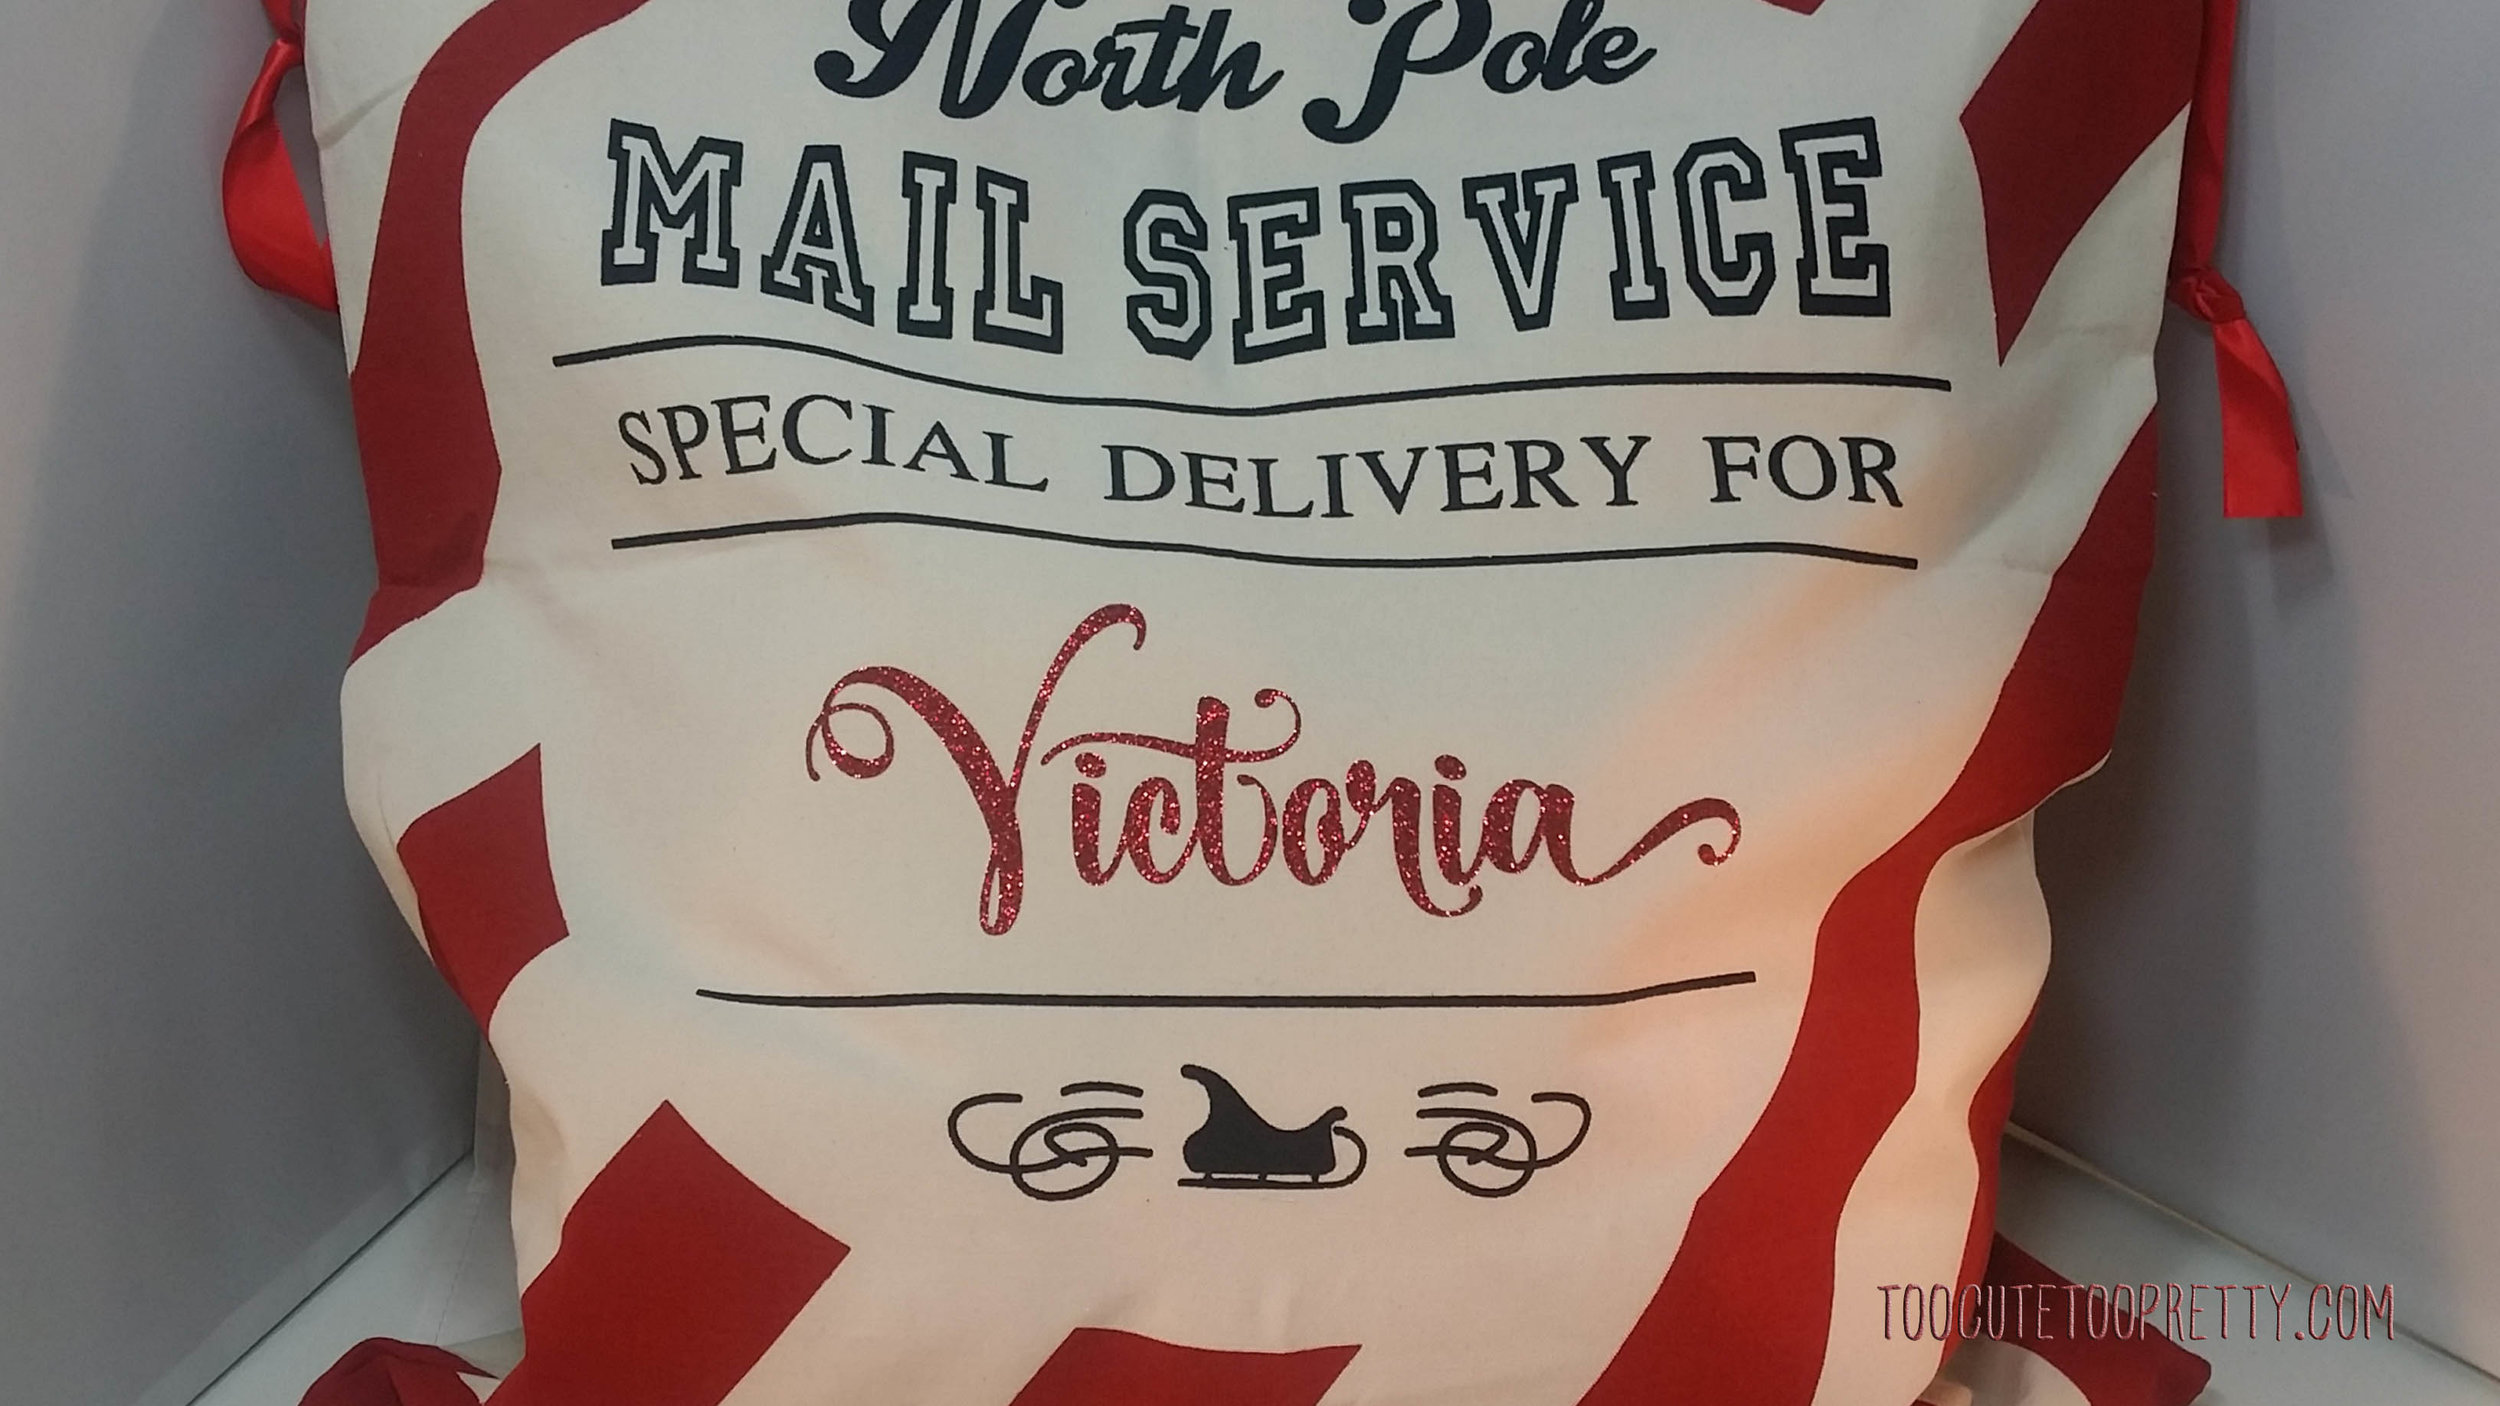 North Pole
MAIL SERVICE
SPECIAL DELIVERY FOR
Victoria
TOOCUTETOOPRETTY.COM